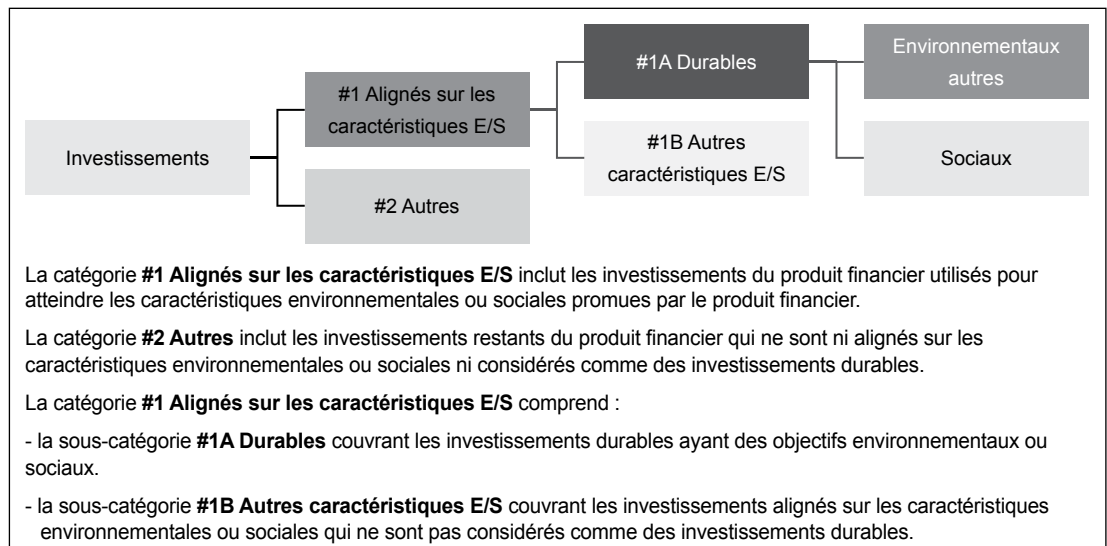 Investissements
#1 Alignés sur les
caractéristiques E/S
#2 Autres
#1A Durables
#1B Autres
caractéristiques E/S
Environnementaux
autres
Sociaux
La catégorie #1 Alignés sur les caractéristiques E/S inclut les investissements du produit financier utilisés pour
atteindre les caractéristiques environnementales ou sociales promues par le produit financier.
La catégorie #2 Autres inclut les investissements restants du produit financier qui ne sont ni alignés sur les
caractéristiques environnementales ou sociales ni considérés comme des investissements durables.
La catégorie #1 Alignés sur les caractéristiques E/S comprend :
- la sous-catégorie #1A Durables couvrant les investissements durables ayant des objectifs environnementaux ou
sociaux.
- la sous-catégorie #1B Autres caractéristiques E/S couvrant les investissements alignés sur les caractéristiques
environnementales ou sociales qui ne sont pas considérés comme des investissements durables.